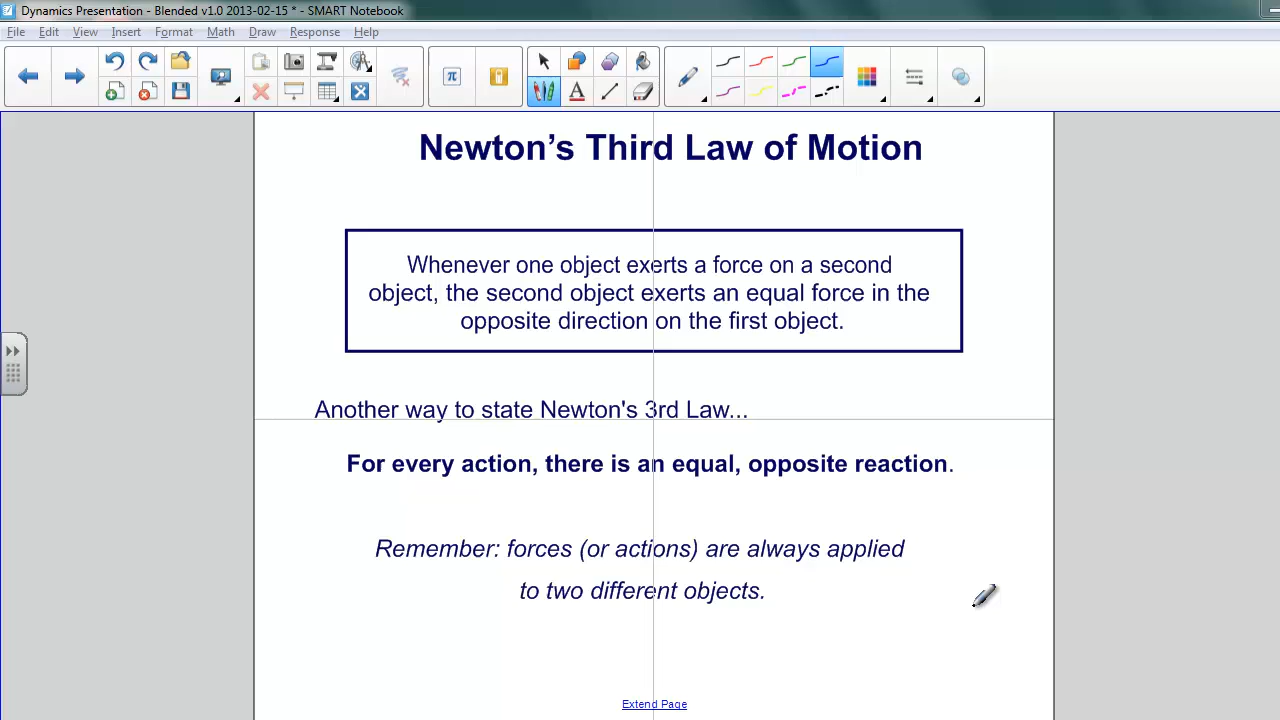 Dynamics Presentation - Blended v1.0 2013-02-15 * - SMART Notebook
File Edit View Insert Format Math Draw Response Help
π
A
Newton’s Third Law of Motion
Whenever one object exerts a force on a second
object, the second object exerts an equal force in the
opposite direction on the first object.
Another way to state Newton's 3rd Law...
For every action, there is an equal, opposite reaction.
Remember: forces (or actions) are always applied
to two different objects.
Extend Page